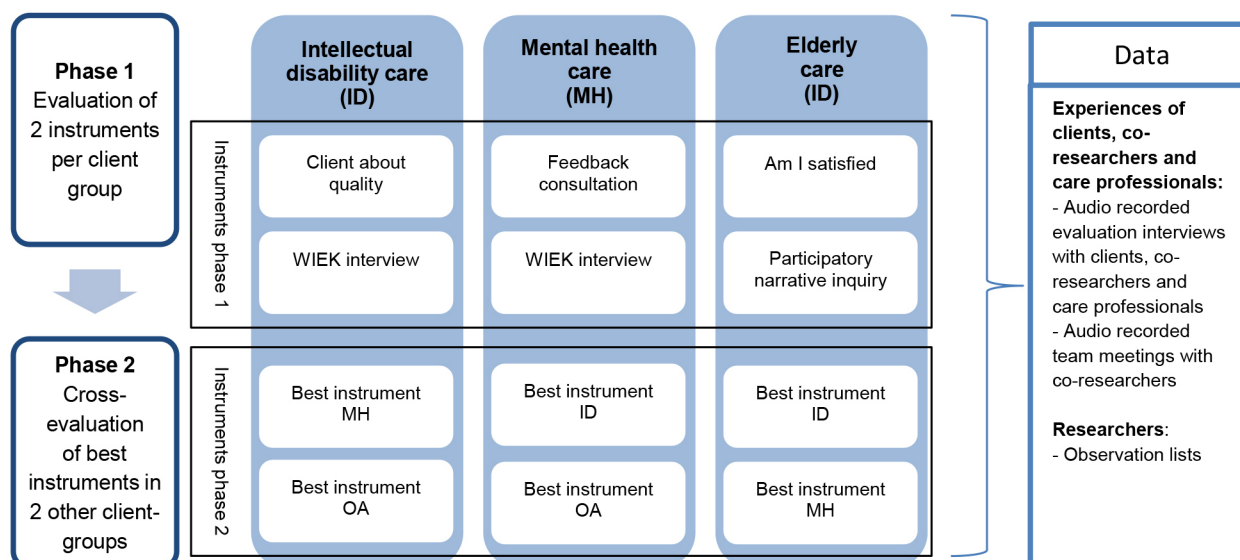 Phase 1
Evaluation of
2 instruments
per client
group
Phase 2
Cross-
evaluation
of best
instruments in
2 other client-
groups
Intellectual
disability care
(ID)
Mental health
care
(MH)
Elderly
care
(ID)
Instruments phase 1
Client about
quality
Feedback
consultation
Am I satisfied
WIEK interview
WIEK interview
Participatory
narrative inquiry
Instruments phase 2
Best instrument
MH
Best instrument
ID
Best instrument
ID
Best instrument
OA
Best instrument
OA
Best instrument
MH
Data
Experiences of
clients, co-
researchers and
care professionals:
- Audio recorded
evaluation interviews
with clients, co-
researchers and
care professionals
- Audio recorded
team meetings with
co-researchers
Researchers:
- Observation lists